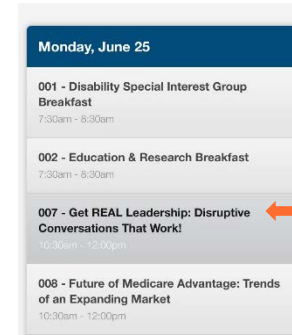 Monday, June 25
001 - Disability Special Interest Group
Breakfast
7:30am - 8:30am
002 - Education & Research Breakfast
7:30am - 8:30am
007 - Get REAL Leadership: Disruptive
Conversations That Work!
10:30am - 12:00pm
008 - Future of Medicare Advantage: Trends
of an Expanding Market
10:30am - 12:00pm